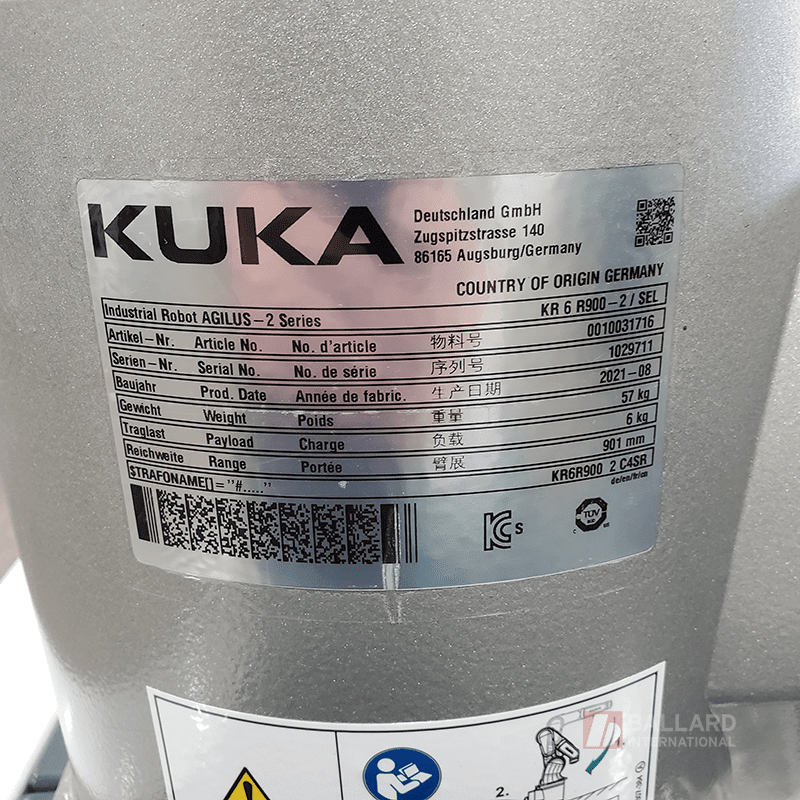 KUKA
Deutschland GmbH
Zugspitzstrasse 140
86165 Augsburg/Germany
COUNTRY OF ORIGIN GERMANY
Industrial Robot AGILUS-2 Series KR 6 R900-2 / SEL
Artikel-Nr. Article No. No. d'article 物料号 0010031716
Serien-Nr. Serial No. No. de série 序列号 1029711
Baujahr Prod. Date Année de fabric. 生产日期 2021-08
Gewicht Weight Poids 重量 57 kg
Traglast Payload Charge 负载 6 kg
Reichweite Range Portée 臂展 901 mm
$TRAFONAME[]="#....." KR6R900 2 C4SR
de/en/fr/cn
S
TÜV
BALLARD
INTERNATIONAL
1.
2.